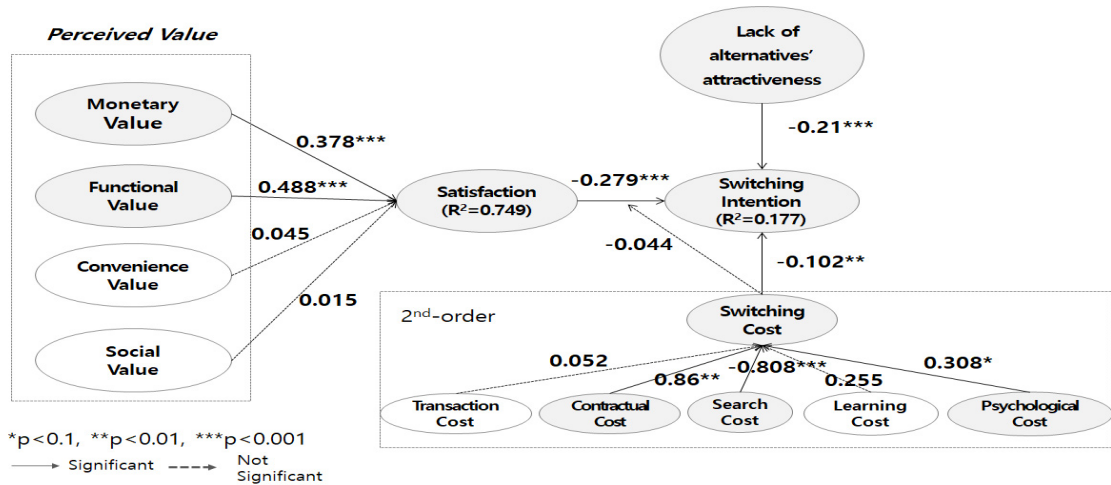 Perceived Value
Monetary
Value
Functional
Value
Convenience
Value
Social
Value
0.378***
0.488***
0.045
0.015
Satisfaction
(R²=0.749)
-0.279***
Lack of
alternatives'
attractiveness
-0.21***
Switching
Intention
(R²=0.177)
-0.044
-0.102**
2nd-order
Switching
Cost
0.052
0.86**
-0.808***
0.255
0.308*
Transaction
Cost
Contractual
Cost
Search
Cost
Learning
Cost
Psychological
Cost
*p<0.1, **p<0.01, ***p<0.001
Significant
Not
Significant